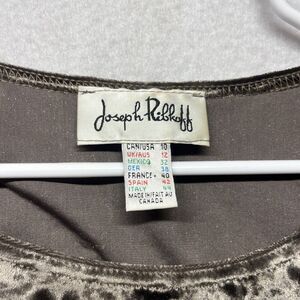 Joseph Ribkoff
CAN/USA 10
UK/AUS 12
MEXICO 32
GER 38
FRANCE 40
SPAIN 42
ITALY 44
MADE IN/FAIT AU
CANADA